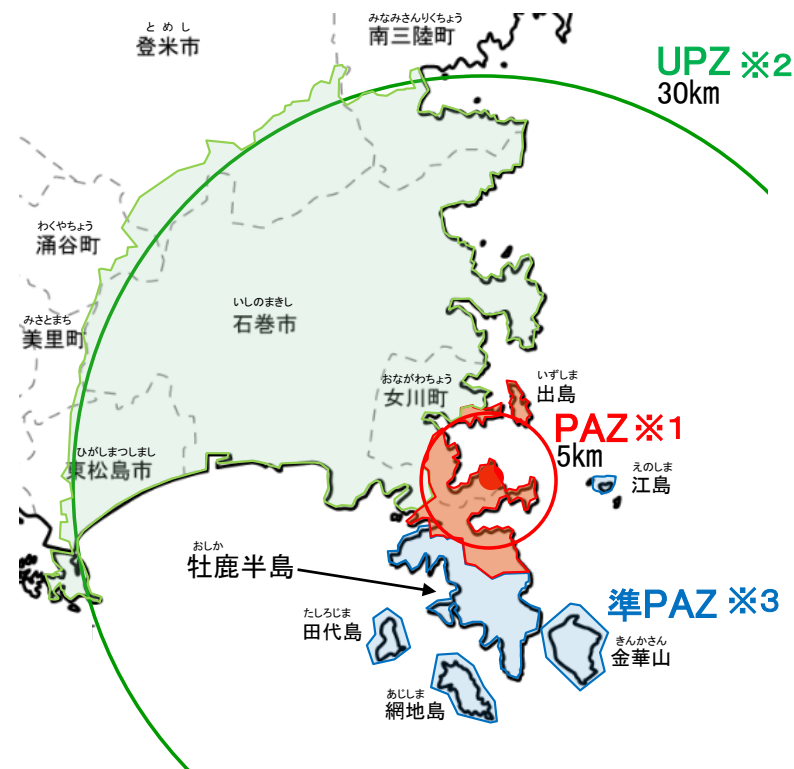 とめし
登米市
みなみさんりくちょう
南三陸町
UPZ ※2
30km
わくやちょう
涌谷町
いしのまきし
石巻市
みさとまち
美里町
おながわちょう
女川町
いずしま
出島
PAZ ※1
5km
ひがしまつしまし
東松島市
えのしま
江島
おしか
牡鹿半島
準PAZ ※3
たしろじま
田代島
きんかさん
金華山
あじしま
網地島